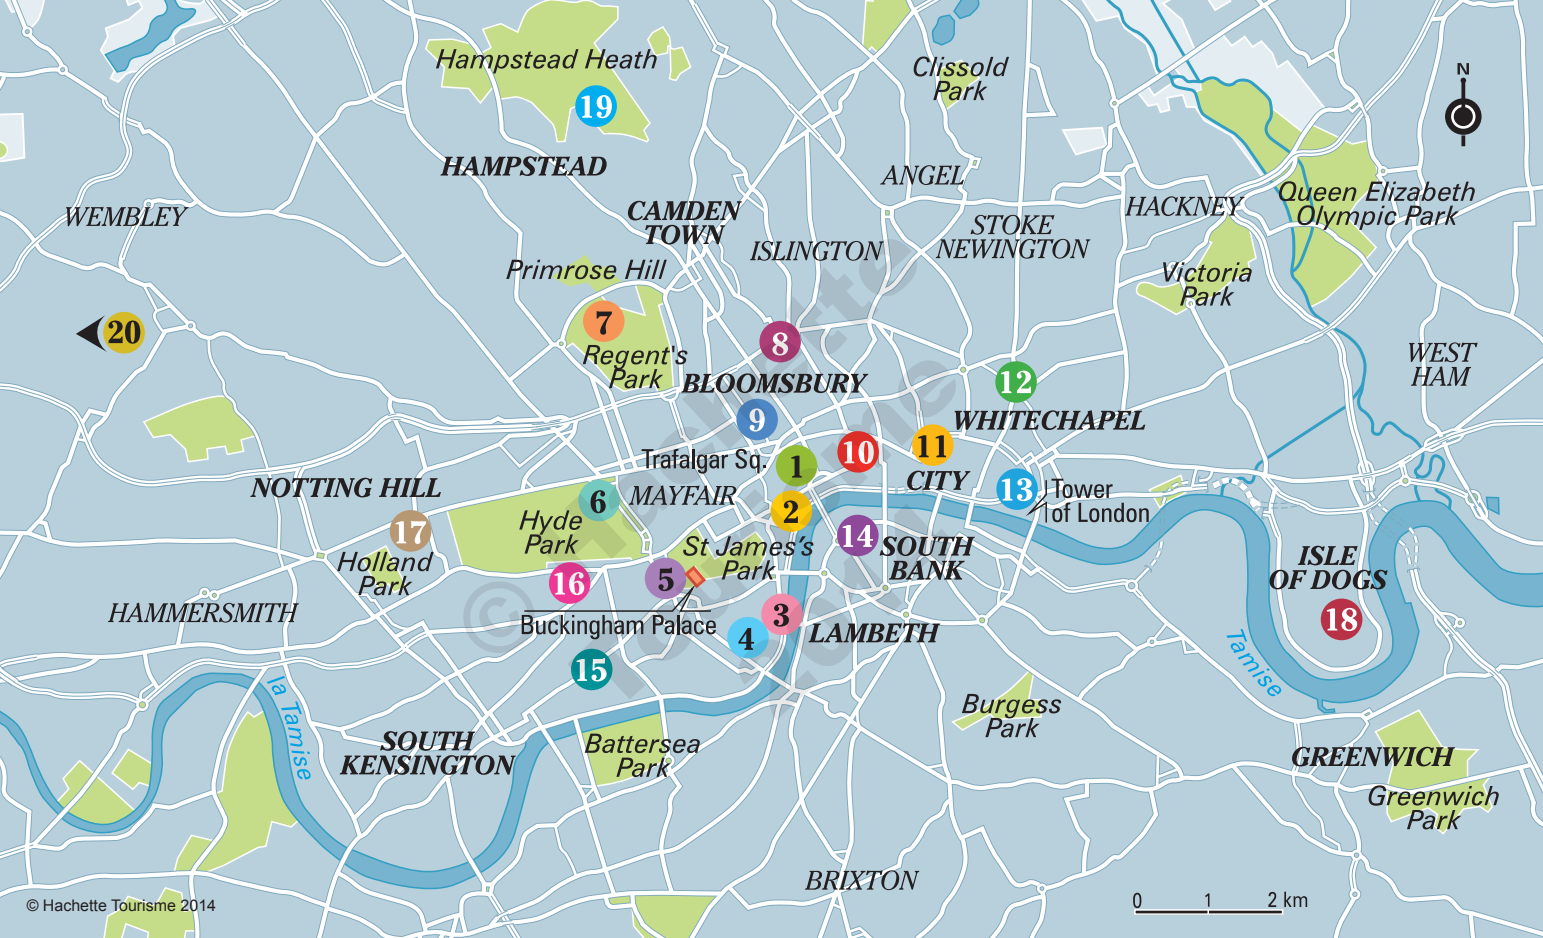 Hampstead Heath
19
HAMPSTEAD
Clissold
Park
N
ANGEL
WEMBLEY
CAMDEN
TOWN
ISLINGTON
STOKE
NEWINGTON
HACKNEY
Queen Elizabeth
Olympic Park
Primrose Hill
Victoria
Park
20
7
Regent's
Park
8
BLOOMSBURY
12
WEST
HAM
9
WHITECHAPEL
Trafalgar Sq.
1
10
11
CITY
NOTTING HILL
6
MAYFAIR
2
13
Tower
of London
17
Hyde
Park
14
SOUTH
BANK
Holland
Park
St James's
Park
16
5
ISLE
OF DOGS
18
HAMMERSMITH
Buckingham Palace
3
4
LAMBETH
15
Tamise
la Tamise
Burgess
Park
SOUTH
KENSINGTON
Battersea
Park
GREENWICH
Greenwich
Park
BRIXTON
© Hachette Tourisme 2014
0 1 2 km
© Hachette
Tourisme
2014